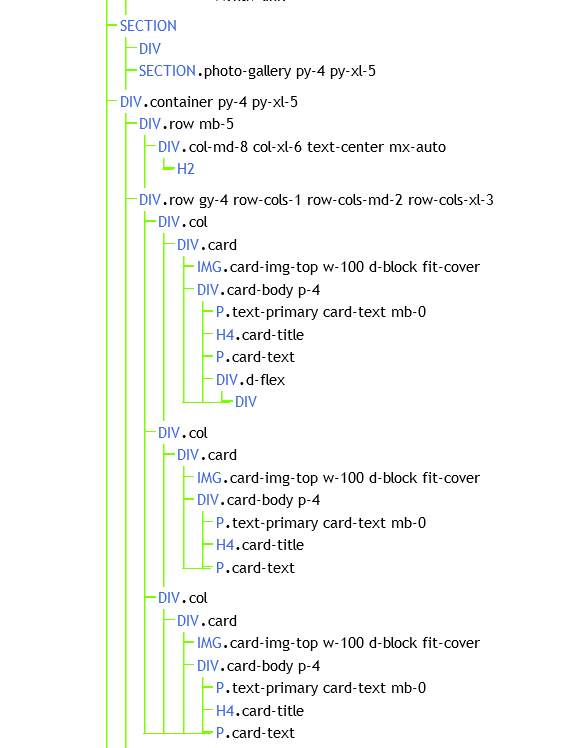 SECTION
DIV
SECTION.photo-gallery py-4 py-xl-5
DIV.container py-4 py-xl-5
DIV.row mb-5
DIV.col-md-8 col-xl-6 text-center mx-auto
H2
DIV.row gy-4 row-cols-1 row-cols-md-2 row-cols-xl-3
DIV.col
DIV.card
IMG.card-img-top w-100 d-block fit-cover
DIV.card-body p-4
P.text-primary card-text mb-0
H4.card-title
P.card-text
DIV.d-flex
DIV
DIV.col
DIV.card
IMG.card-img-top w-100 d-block fit-cover
DIV.card-body p-4
P.text-primary card-text mb-0
H4.card-title
P.card-text
DIV.col
DIV.card
IMG.card-img-top w-100 d-block fit-cover
DIV.card-body p-4
P.text-primary card-text mb-0
H4.card-title
P.card-text